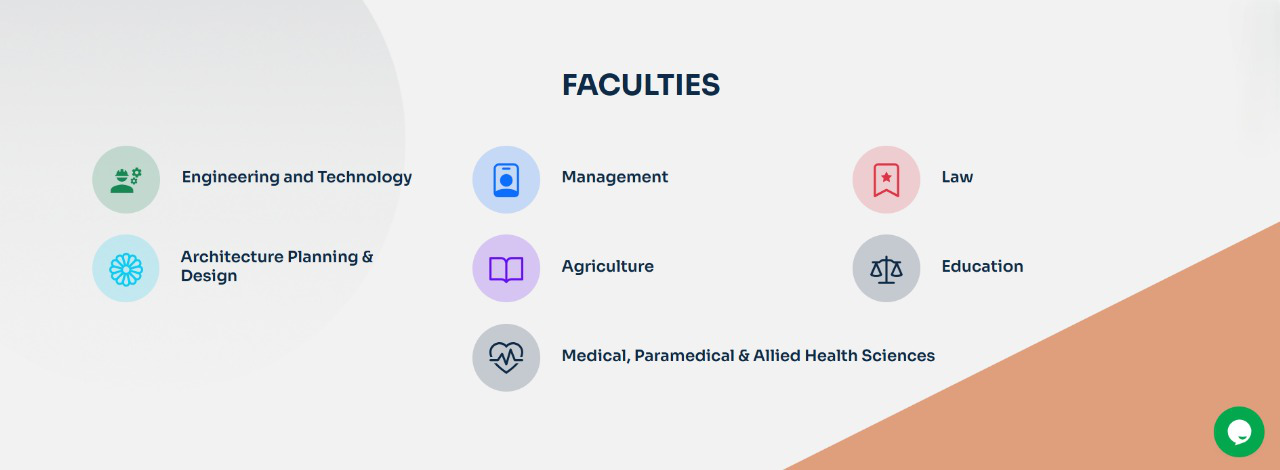 FACULTIES
Engineering and Technology
Management
Law
Architecture Planning &
Design
Agriculture
Education
Medical, Paramedical & Allied Health Sciences